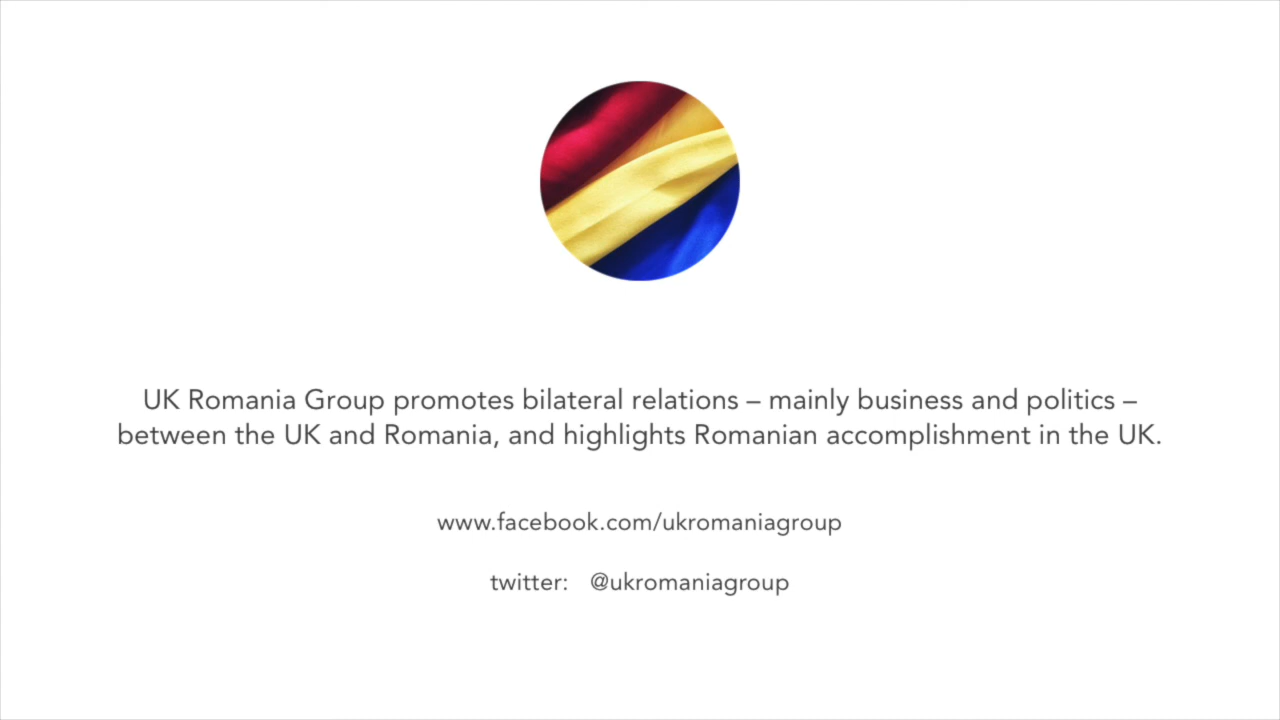 UK Romania Group promotes bilateral relations – mainly business and politics –
between the UK and Romania, and highlights Romanian accomplishment in the UK.
www.facebook.com/ukromaniagroup
twitter: @ukromaniagroup